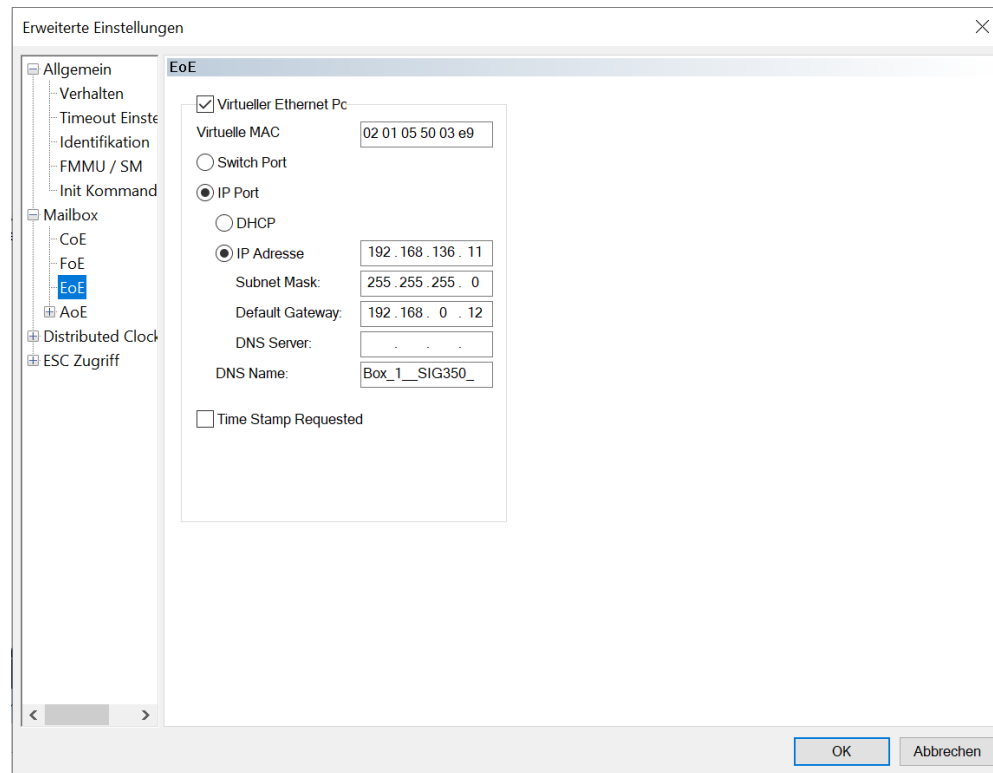 Erweiterte Einstellungen
Allgemein
Verhalten
Timeout Einste
Identifikation
FMMU / SM
Init Kommand
Mailbox
CoE
FoE
EoE
AoE
Distributed Clock
ESC Zugriff
EoE
Virtueller Ethernet Po
Virtuelle MAC 02 01 05 50 03 e9
Switch Port
IP Port
DHCP
IP Adresse 192 . 168 . 136 . 11
Subnet Mask: 255 . 255 . 255 . 0
Default Gateway: 192 . 168 . 0 . 12
DNS Server: . . .
DNS Name: Box_1__SIG350_
Time Stamp Requested
OK Abbrechen